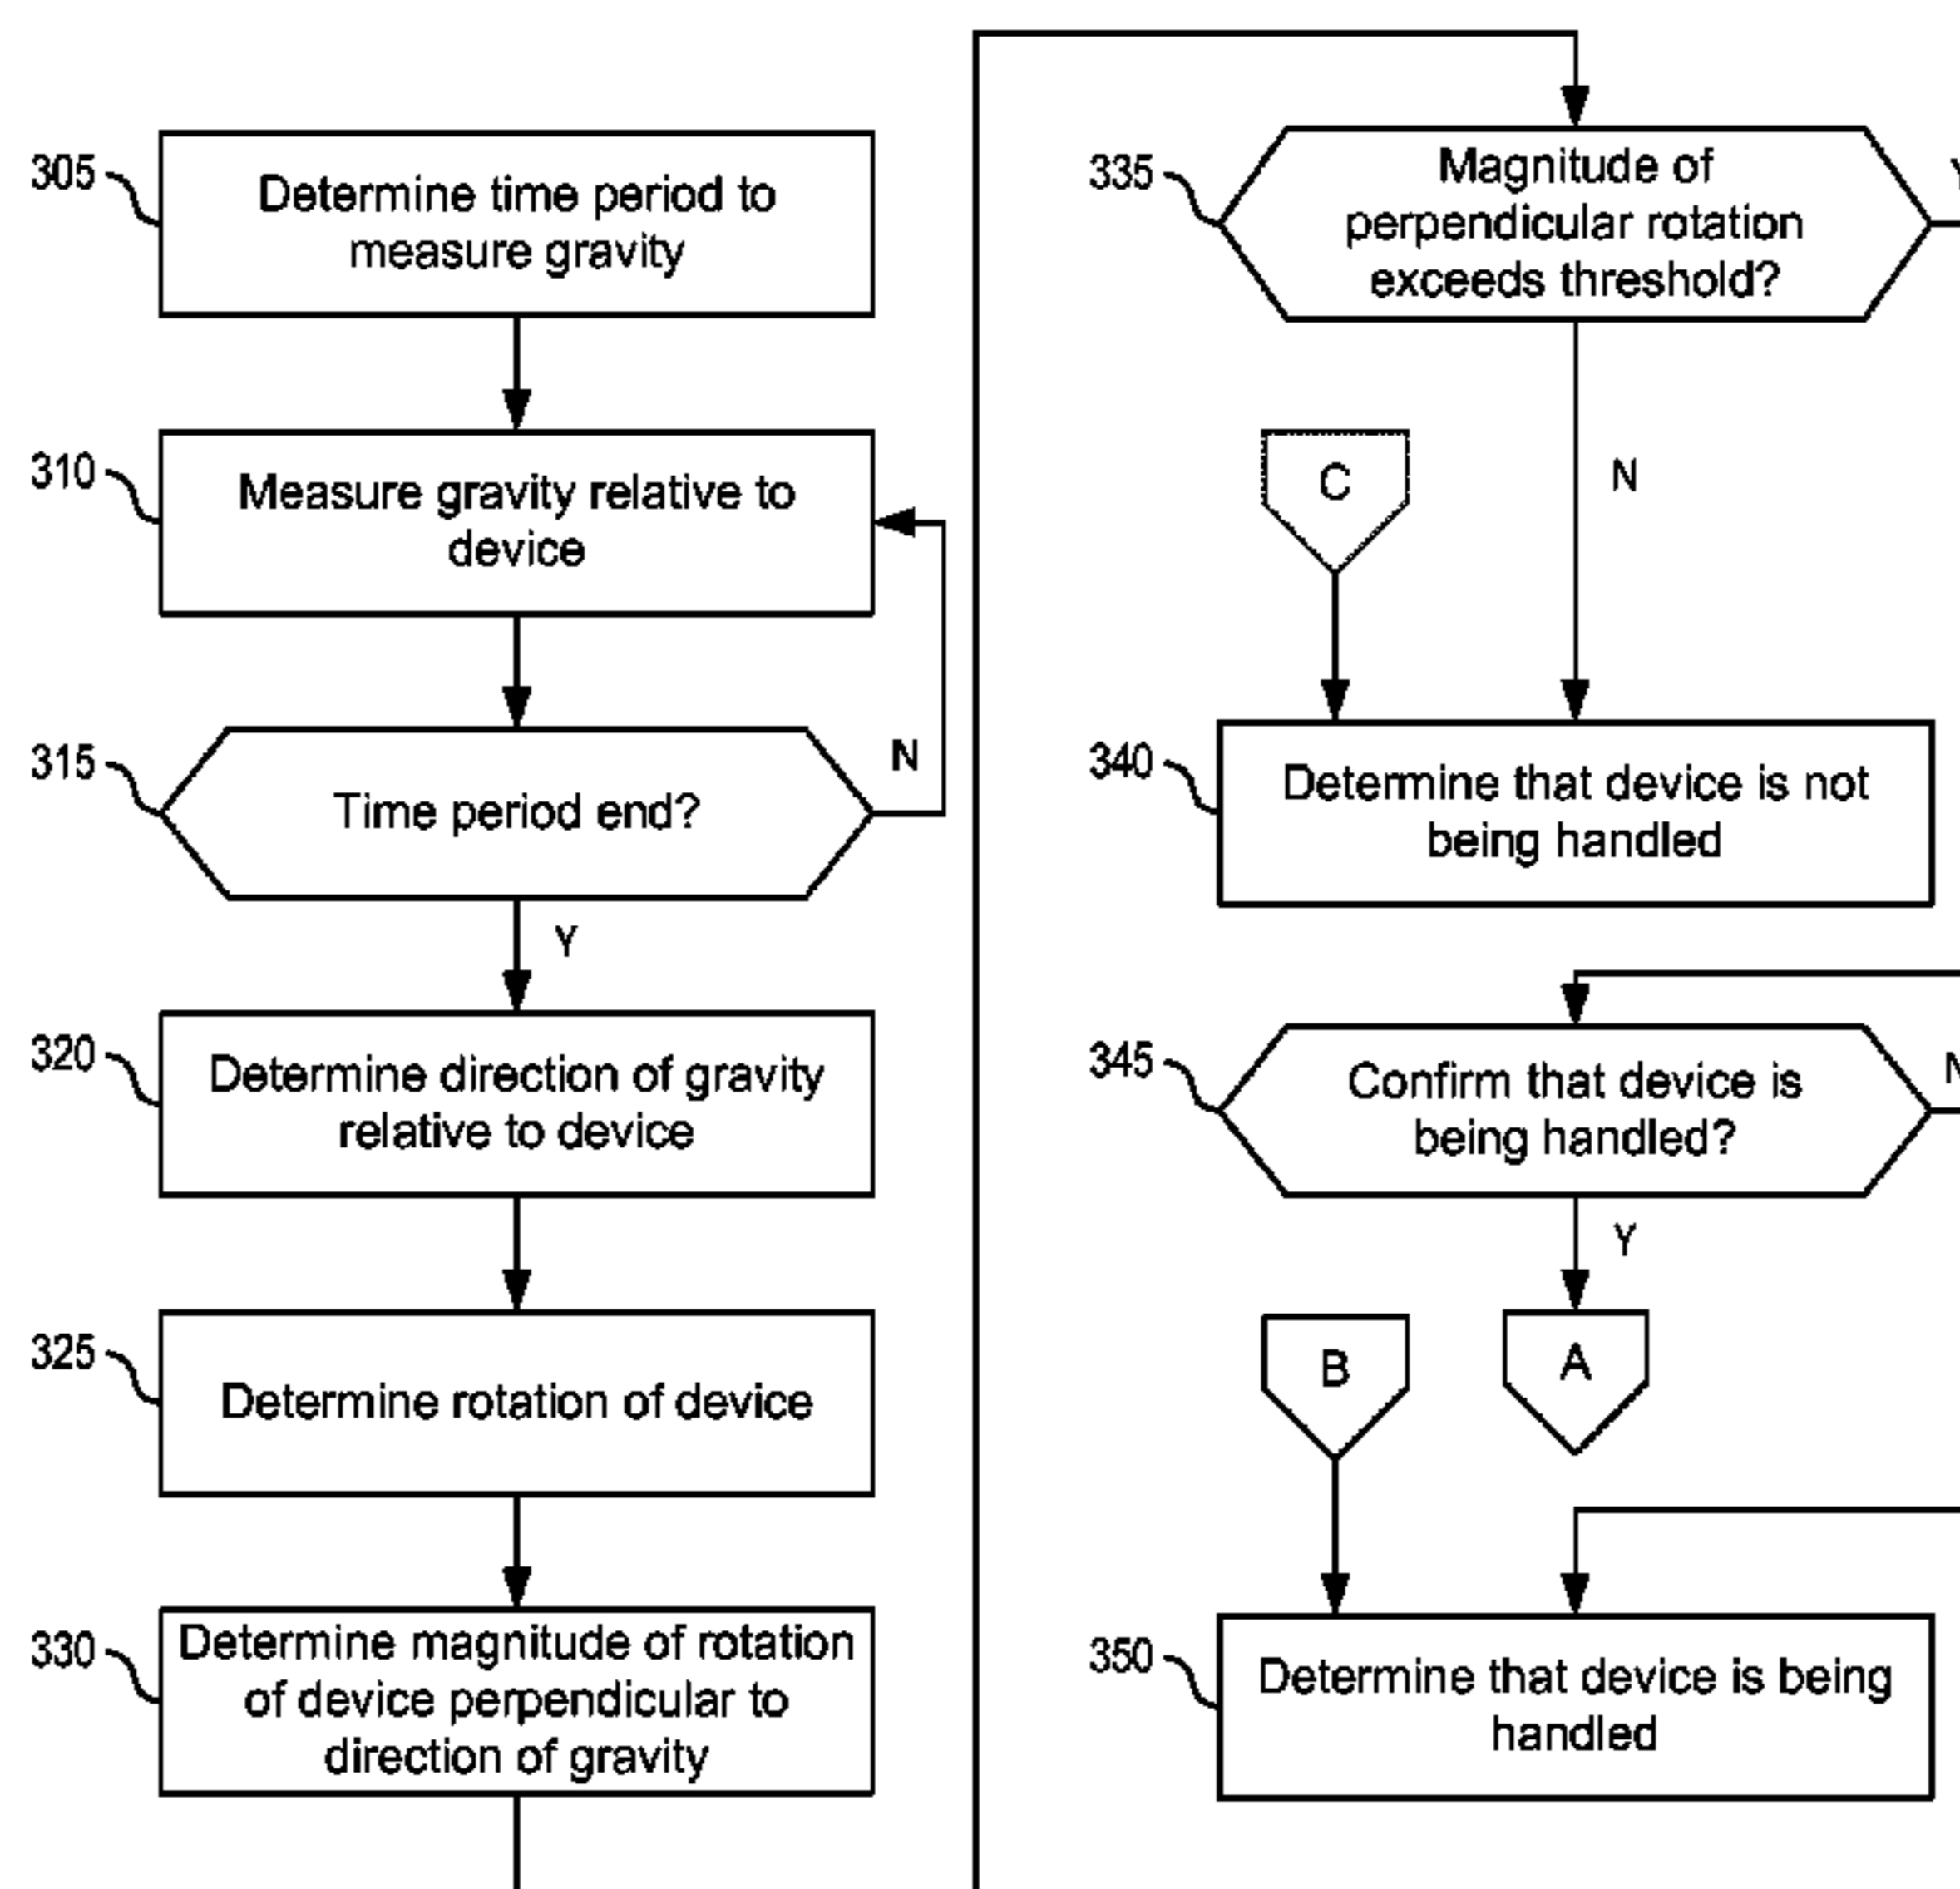 305
Determine time period to
measure gravity
310
Measure gravity relative to
device
315
Time period end?
N
Y
320
Determine direction of gravity
relative to device
325
Determine rotation of device
330
Determine magnitude of rotation
of device perpendicular to
direction of gravity
335
Magnitude of
perpendicular rotation
exceeds threshold?
N
C
340
Determine that device is not
being handled
345
Confirm that device is
being handled?
Y
B
A
350
Determine that device is being
handled